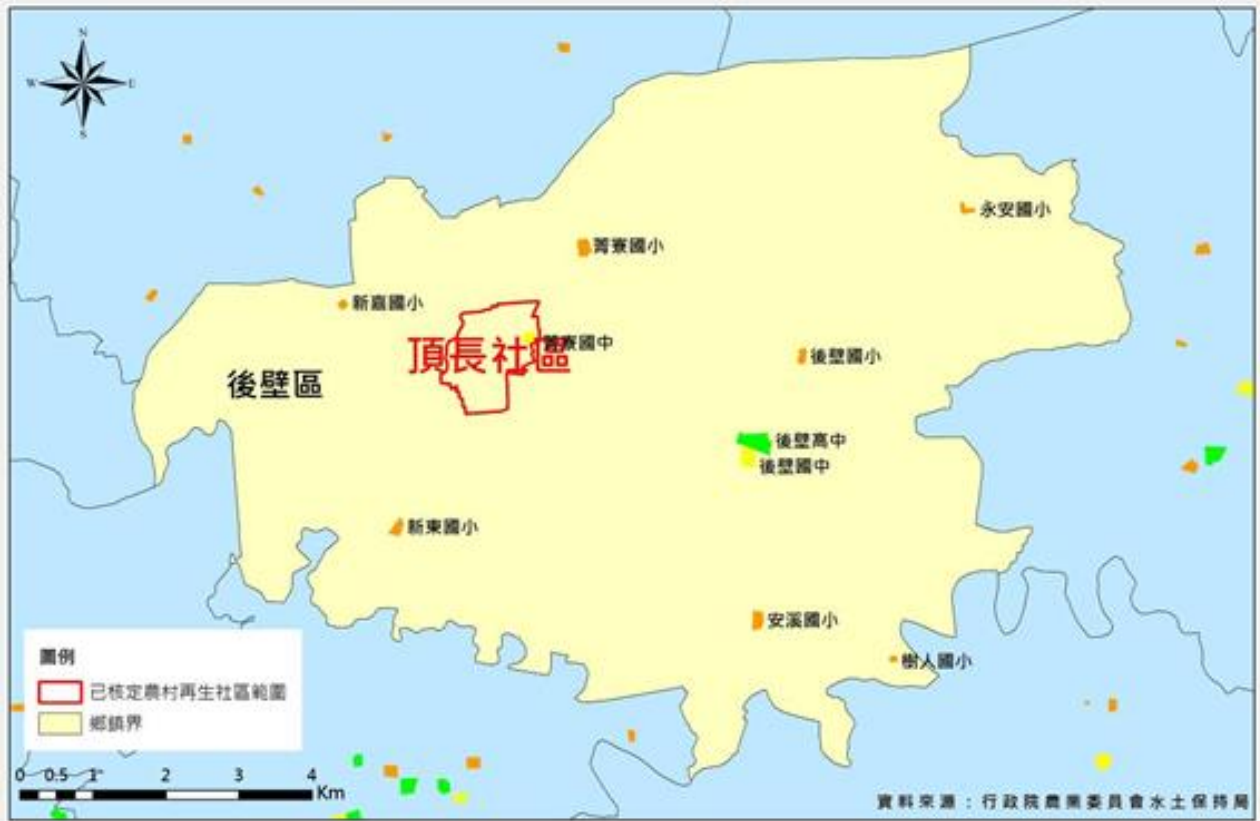 N
W E
S
永安國小
菁寮國小
新嘉國小
菁寮國中
頂長社區
後壁國小
後壁區
後壁高中
後壁國中
新東國小
安溪國小
樹人國小
圖例
已核定農村再生社區範圍
鄉鎮界
0 0.5 1 2 3 4
Km
資料來源：行政院農業委員會水土保持局